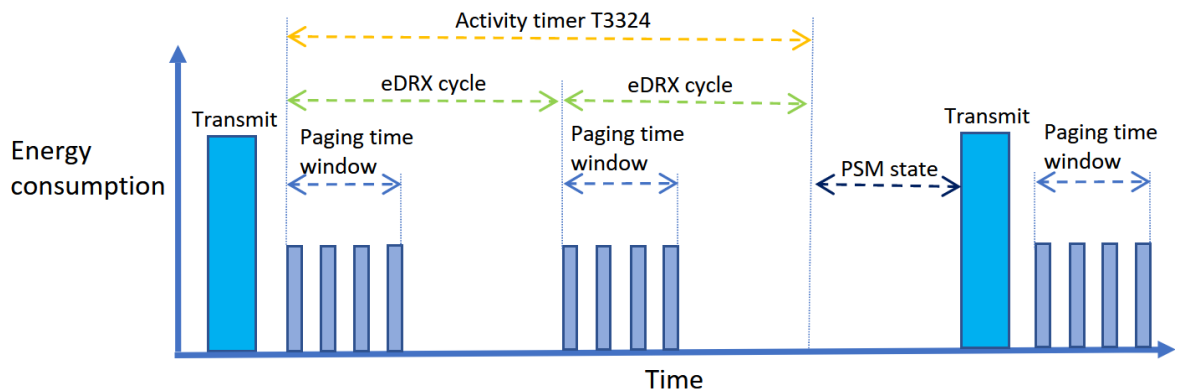 Activity timer T3324
eDRX cycle
eDRX cycle
Transmit
Transmit
Paging time
window
Paging time
window
Paging time
window
Energy
consumption
PSM state
Time